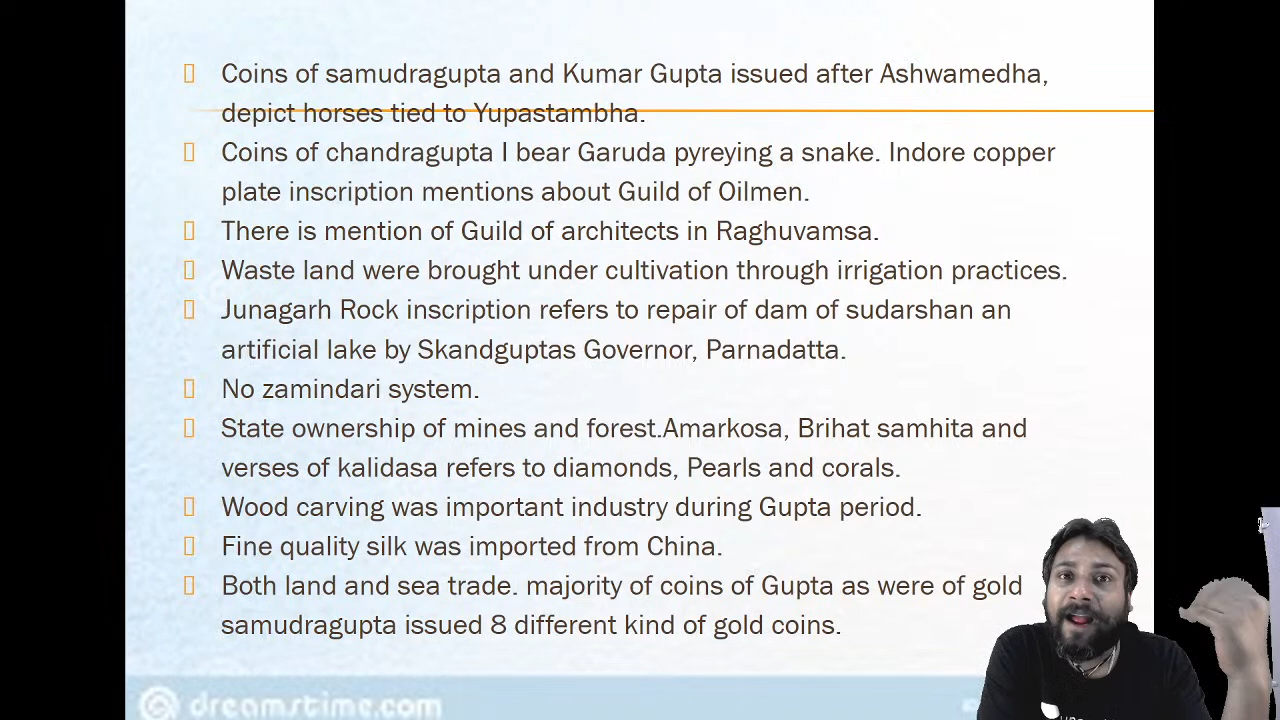 Coins of samudragupta and Kumar Gupta issued after Ashwamedha,
depict horses tied to Yupastambha.
Coins of chandragupta I bear Garuda pyreying a snake. Indore copper
plate inscription mentions about Guild of Oilmen.
There is mention of Guild of architects in Raghuvamsa.
Waste land were brought under cultivation through irrigation practices.
Junagarh Rock inscription refers to repair of dam of sudarshan an
artificial lake by Skandguptas Governor, Parnadatta.
No zamindari system.
State ownership of mines and forest.Amarkosa, Brihat samhita and
verses of kalidasa refers to diamonds, Pearls and corals.
Wood carving was important industry during Gupta period.
Fine quality silk was imported from China.
Both land and sea trade. majority of coins of Gupta as were of gold
samudragupta issued 8 different kind of gold coins.
dreamstime.com